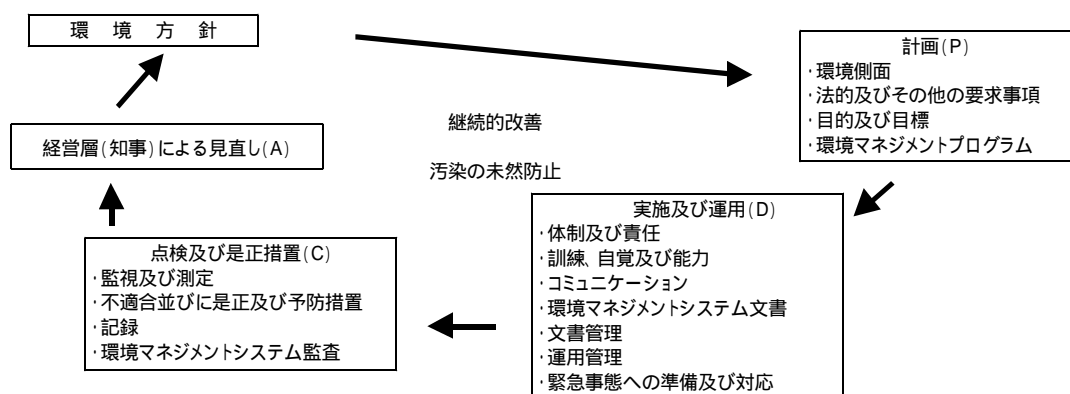 環　境　方　針
計画(P)
・環境側面
・法的及びその他の要求事項
・目的及び目標
・環境マネジメントプログラム
継続的改善
汚染の未然防止
経営層(知事)による見直し(A)
実施及び運用(D)
・体制及び責任
・訓練、自覚及び能力
・コミュニケーション
・環境マネジメントシステム文書
・文書管理
・運用管理
・緊急事態への準備及び対応
点検及び是正措置(C)
・監視及び測定
・不適合並びに是正及び予防措置
・記録
・環境マネジメントシステム監査